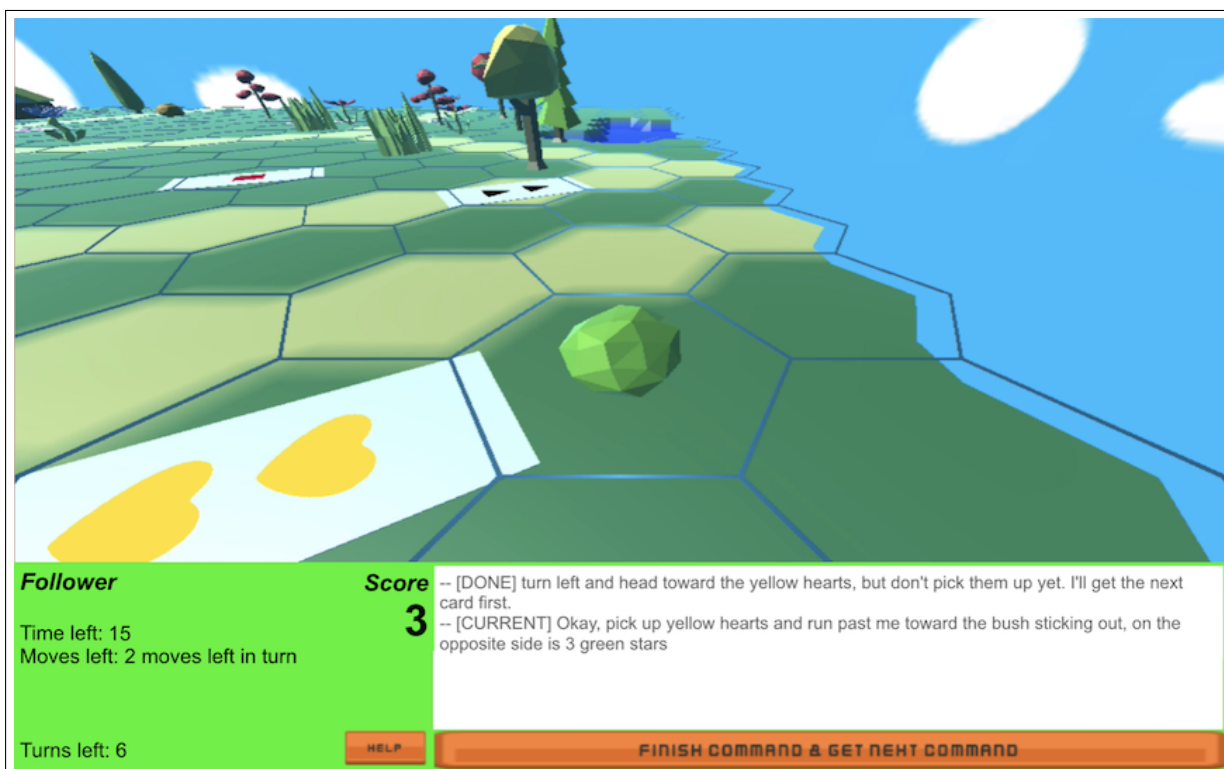 Follower
Score
3
Time left: 15
Moves left: 2 moves left in turn
Turns left: 6
HELP
-- [DONE] turn left and head toward the yellow hearts, but don't pick them up yet. I'll get the next
card first.
-- [CURRENT] Okay, pick up yellow hearts and run past me toward the bush sticking out, on the
opposite side is 3 green stars
FINISH COMMAND & GET NEXT COMMAND